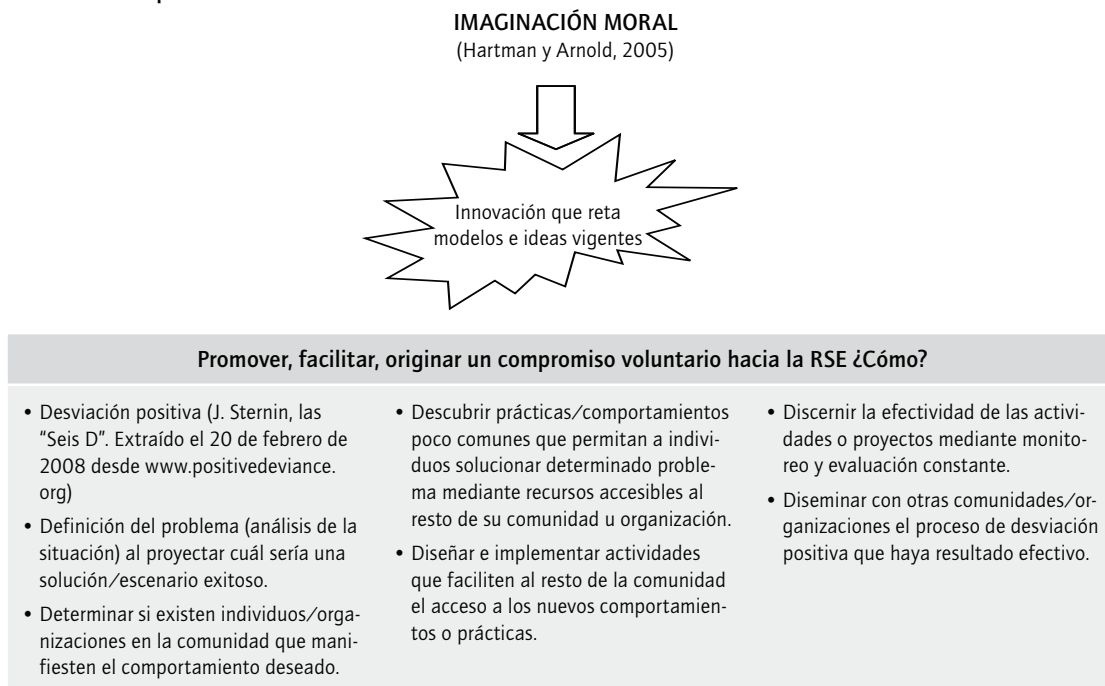 IMAGINACIÓN MORAL
(Hartman y Arnold, 2005)
Innovación que reta
modelos e ideas vigentes
Promover, facilitar, originar un compromiso voluntario hacia la RSE ¿Cómo?
• Desviación positiva (J. Sternin, las
"Seis D". Extraído el 20 de febrero de
2008 desde www.positivedeviance.
org)
• Definición del problema (análisis de la
situación) al proyectar cuál sería una
solución/escenario exitoso.
• Determinar si existen individuos/orga-
nizaciones en la comunidad que mani-
fiesten el comportamiento deseado.
• Descubrir prácticas/comportamientos
poco comunes que permitan a indivi-
duos solucionar determinado proble-
ma mediante recursos accesibles al
resto de su comunidad u organización.
• Diseñar e implementar actividades
que faciliten al resto de la comunidad
el acceso a los nuevos comportamien-
tos o prácticas.
• Discernir la efectividad de las activi-
dades o proyectos mediante monito-
reo y evaluación constante.
• Diseminar con otras comunidades/or-
ganizaciones el proceso de desviación
positiva que haya resultado efectivo.